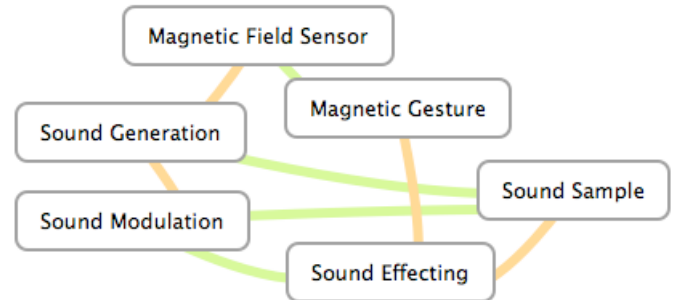 Magnetic Field Sensor
Magnetic Gesture
Sound Generation
Sound Sample
Sound Modulation
Sound Effecting